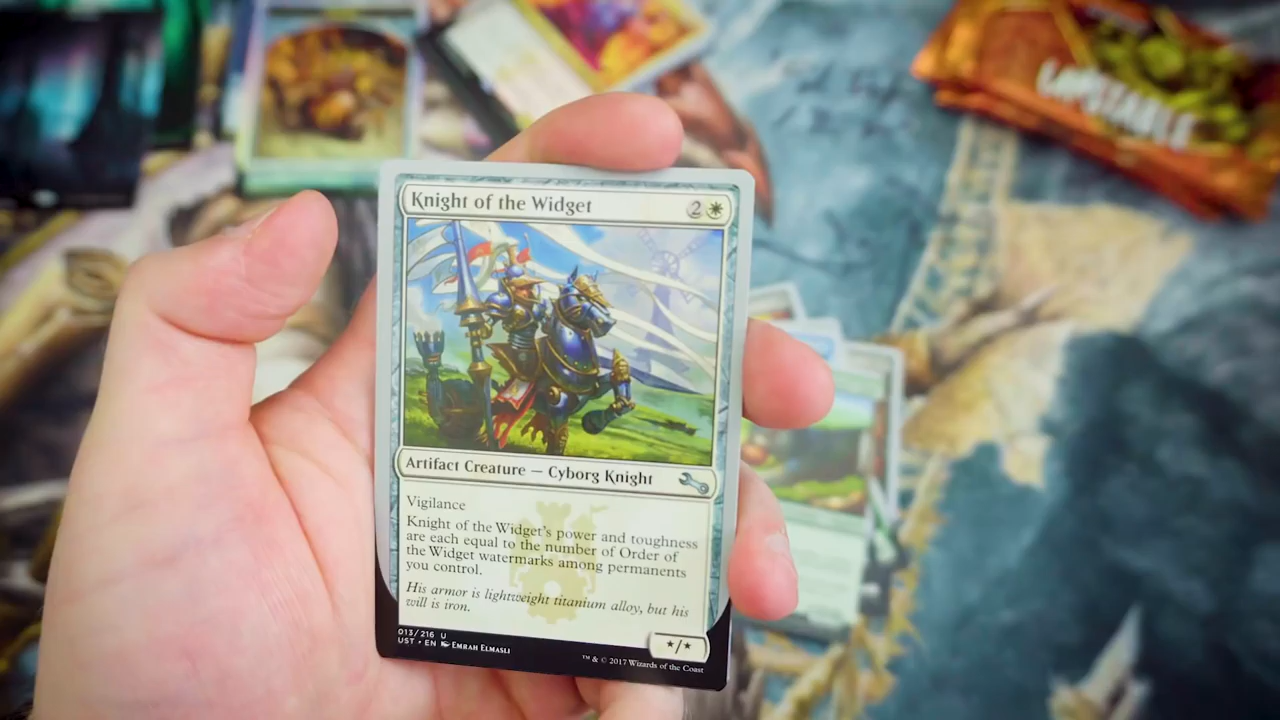 UNSTABLE
Knight of the Widget 2
Artifact Creature — Cyborg Knight
Vigilance
Knight of the Widget's power and toughness
are each equal to the number of Order of
the Widget watermarks among permanents
you control.
His armor is lightweight titanium alloy, but his
will is iron.
013/216 U
UST • EN Emrah Elmasli
★/★
™ & © 2017 Wizards of the Coast